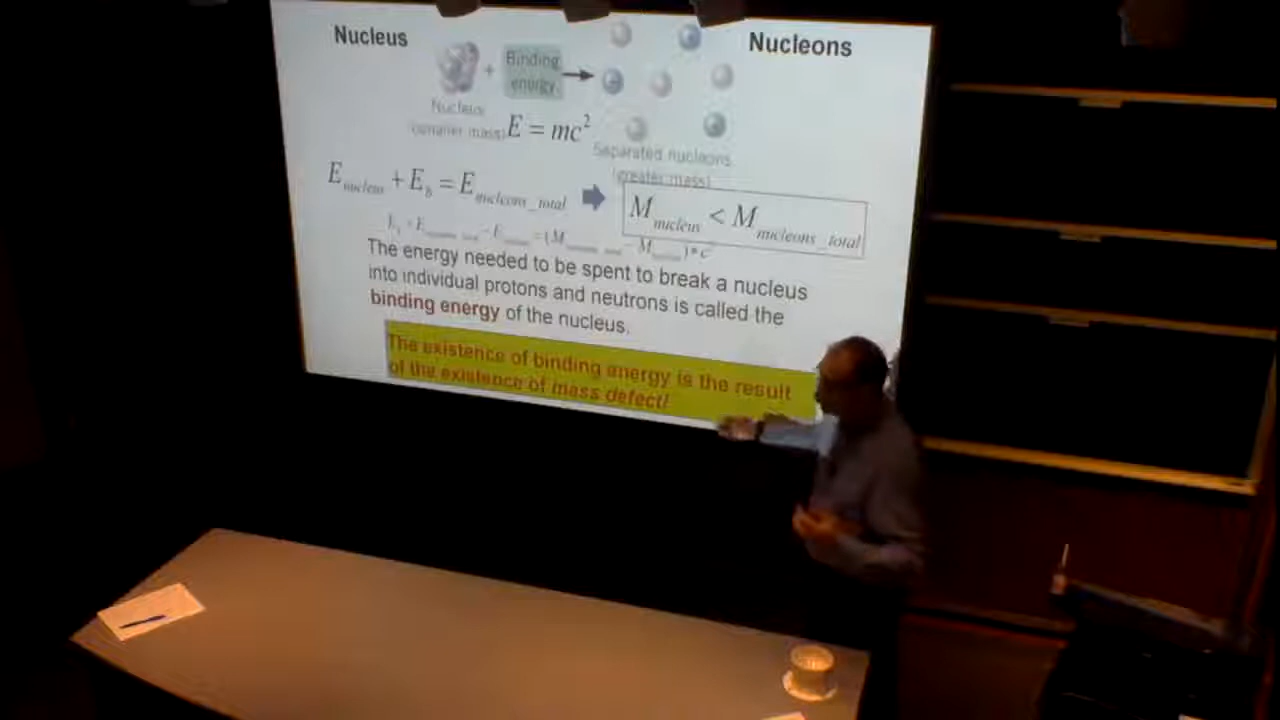 Nucleus
Nucleons
Binding
energy
+
Nucleus
(smaller mass)
E = mc²
Separated nucleons
(greater mass)
E_nucleus + E_b = E_nucleons_total
M_nucleus < M_nucleons_total
The energy needed to be spent to break a nucleus
into individual protons and neutrons is called the
binding energy of the nucleus.
The existence of binding energy is the result
of the existence of mass defect!